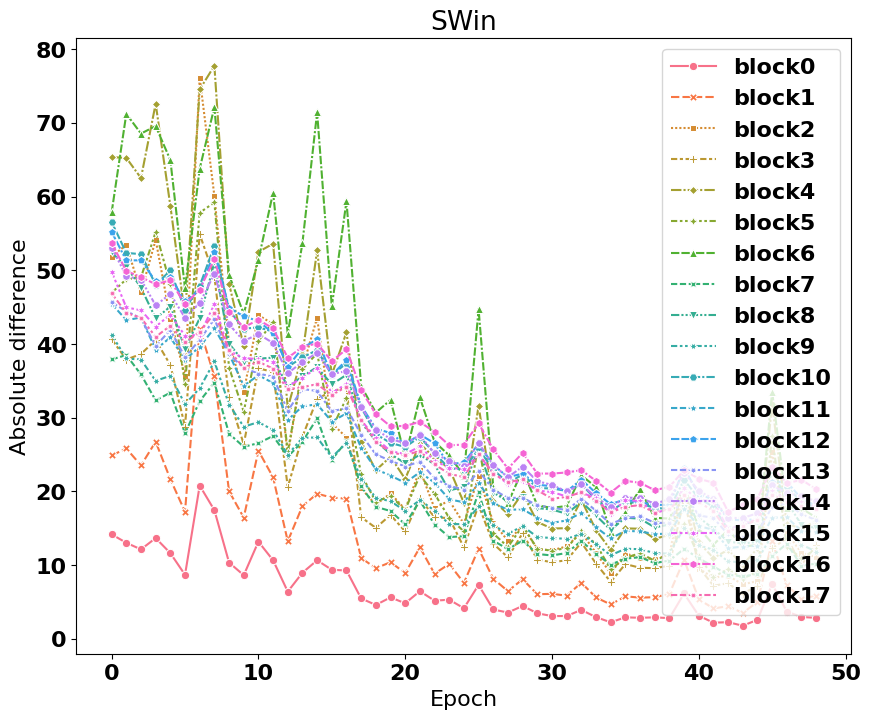 SWin
Absolute difference
80
70
60
50
40
30
20
10
0
0 10 20 30 40 50
Epoch
block0
block1
block2
block3
block4
block5
block6
block7
block8
block9
block10
block11
block12
block13
block14
block15
block16
block17